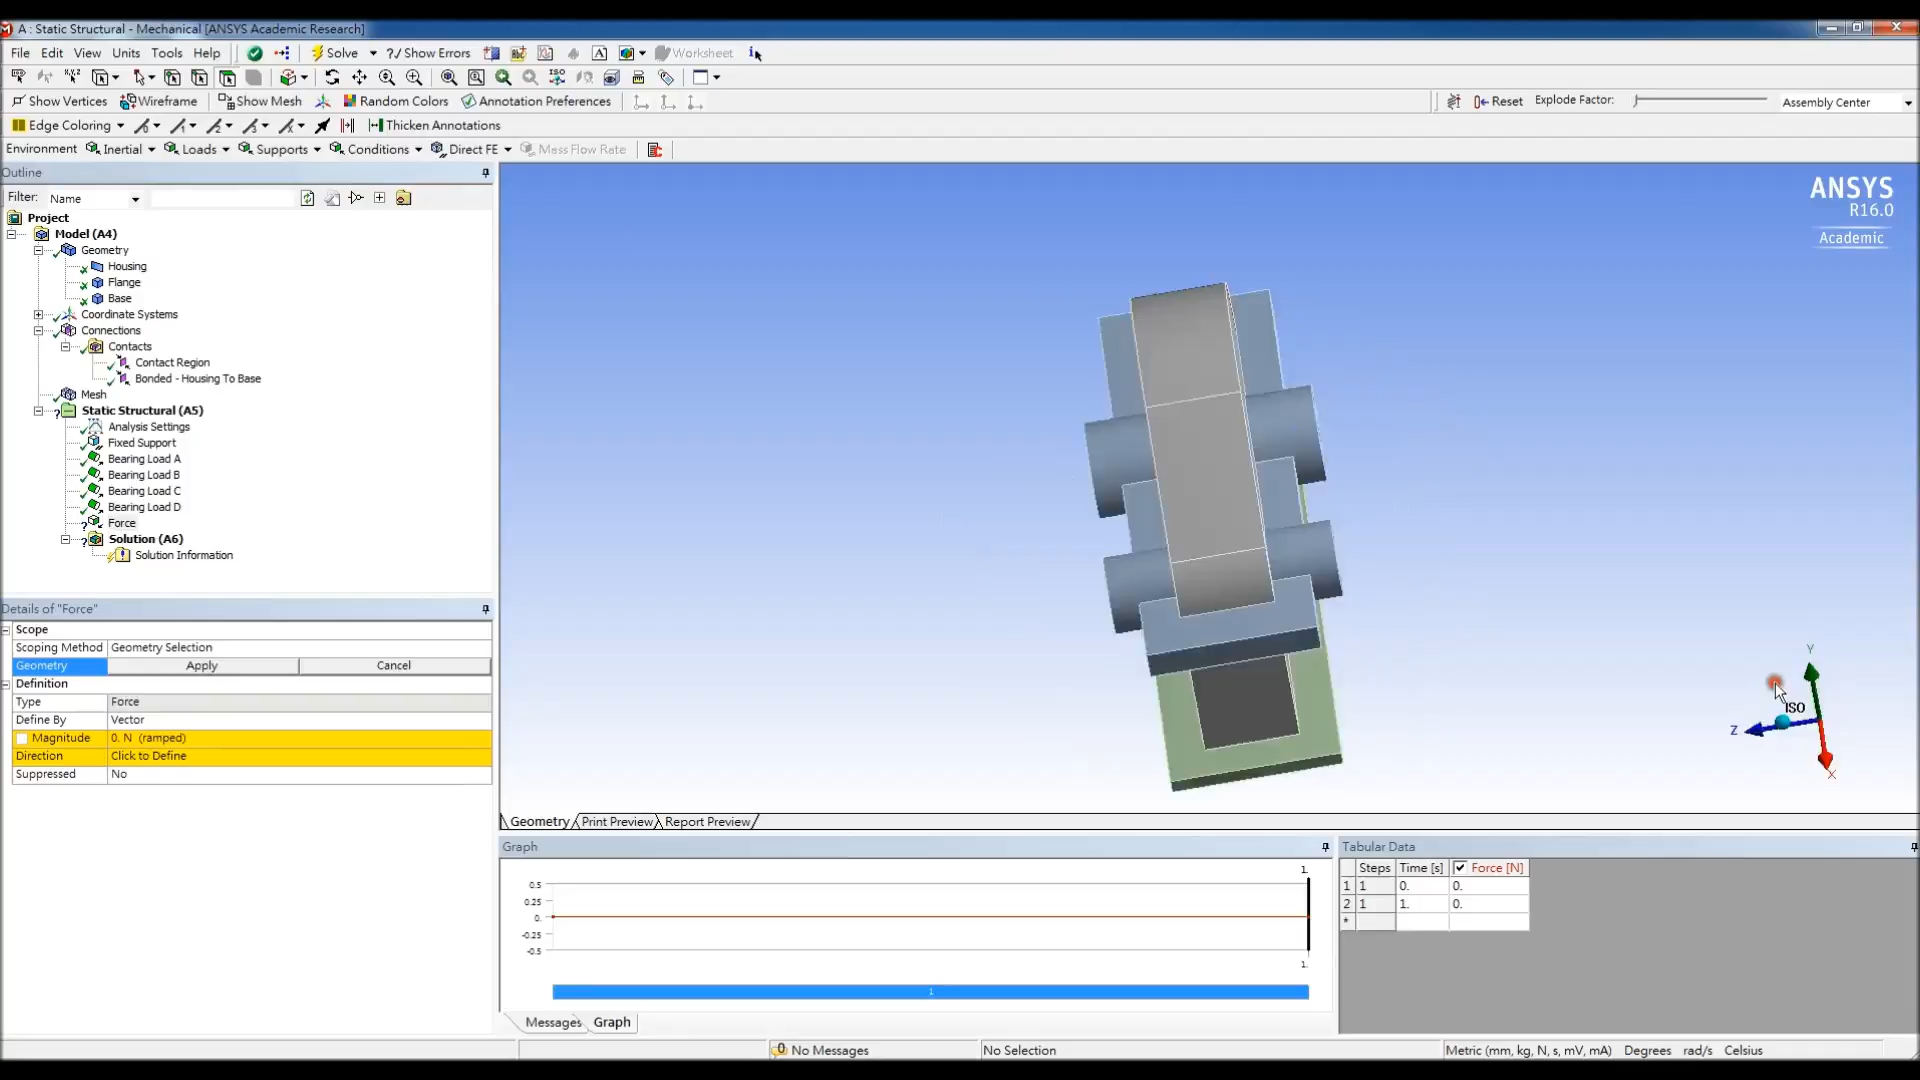 A : Static Structural - Mechanical [ANSYS Academic Research]
File Edit View Units Tools Help Solve ?/ Show Errors A Worksheet i
ISO
Show Vertices Wireframe Show Mesh Random Colors Annotation Preferences Reset Explode Factor: Assembly Center
Edge Coloring Thicken Annotations
Environment Inertial Loads Supports Conditions Direct FE Mass Flow Rate
Outline
Filter: Name
Project
Model (A4)
Geometry
Housing
Flange
Base
Coordinate Systems
Connections
Contacts
Contact Region
Bonded - Housing To Base
Mesh
Static Structural (A5)
Analysis Settings
Fixed Support
Bearing Load A
Bearing Load B
Bearing Load C
Bearing Load D
Force
Solution (A6)
Solution Information
Details of "Force"
Scope
Scoping Method Geometry Selection
Geometry Apply Cancel
Definition
Type Force
Define By Vector
Magnitude 0. N (ramped)
Direction Click to Define
Suppressed No
ANSYS
R16.0
Academic
Y
ISO
Z
X
Geometry Print Preview Report Preview
Graph
1.
0.5
0.25
0.
-0.25
-0.5
1.
1
Messages Graph
Tabular Data
Steps Time [s] Force [N]
1 1 0. 0.
2 1 1. 0.
*
0 No Messages No Selection Metric (mm, kg, N, s, mV, mA) Degrees rad/s Celsius